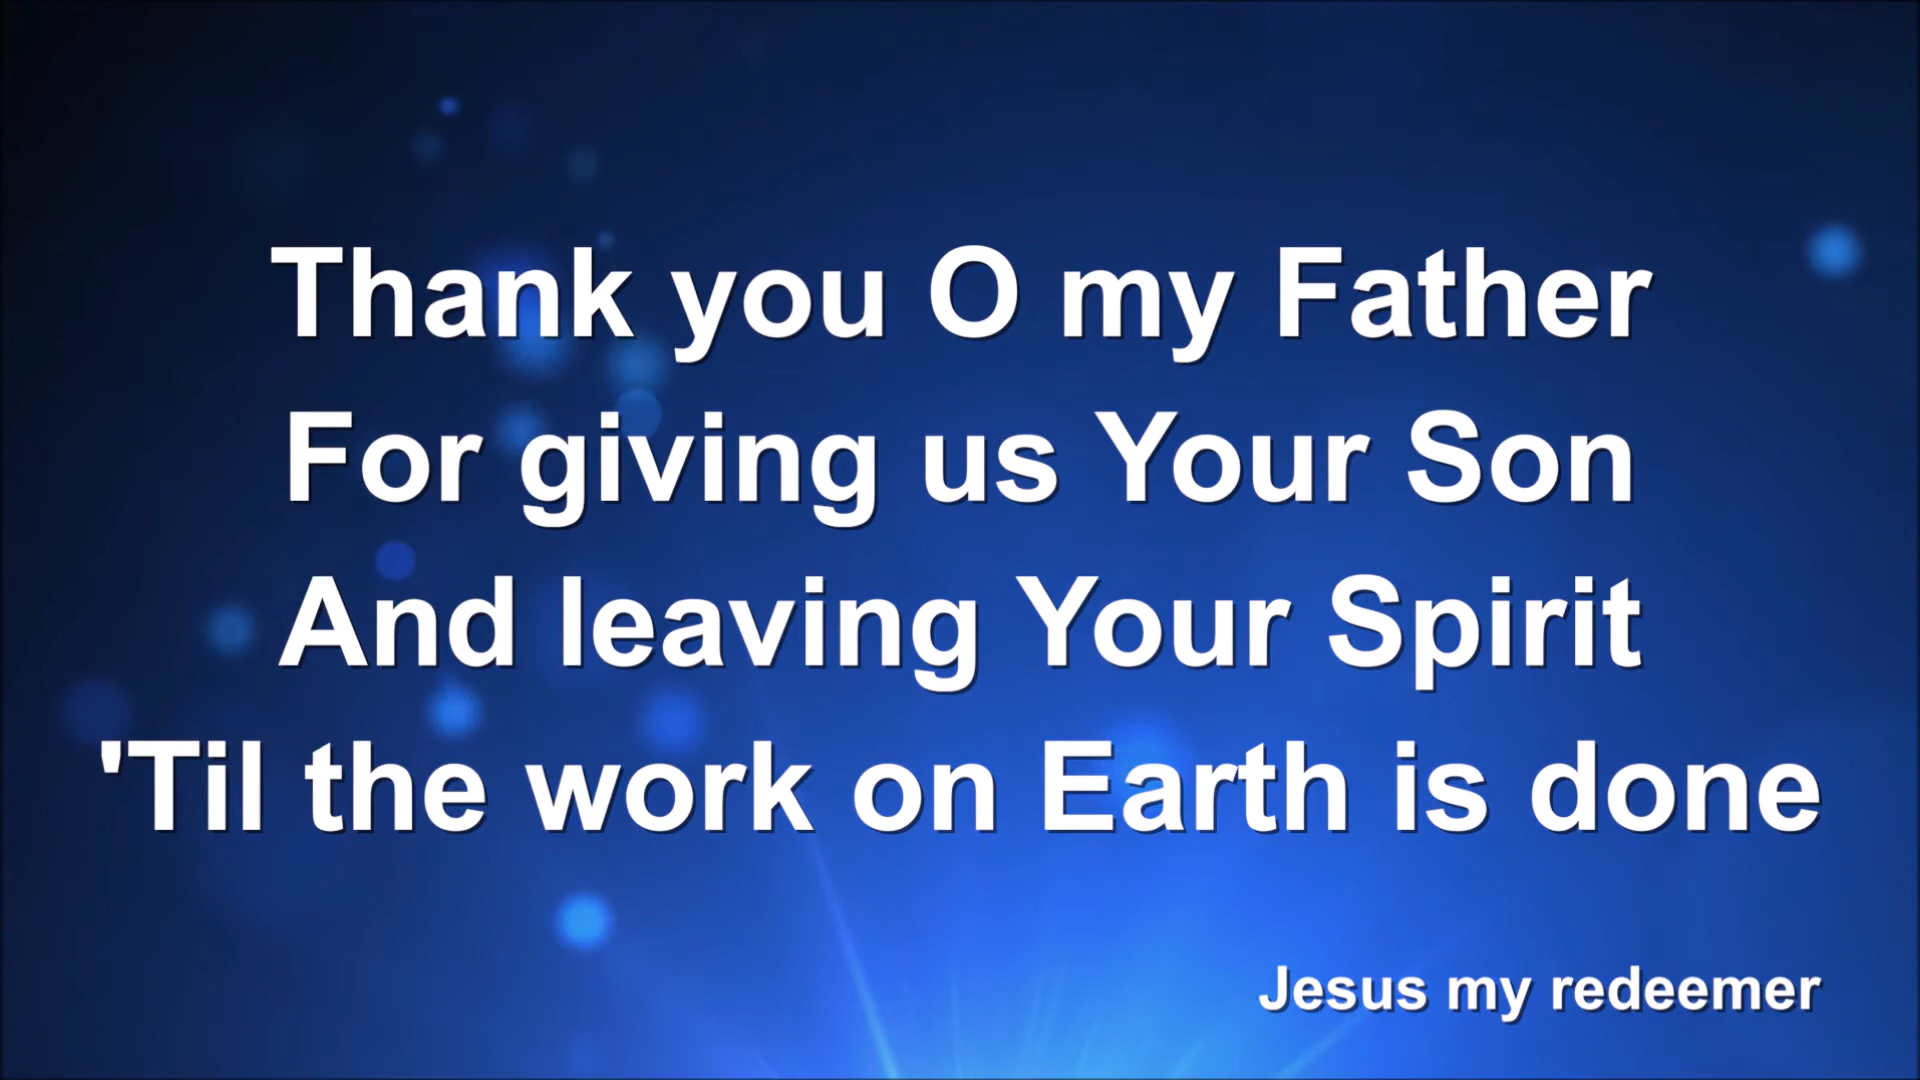 Thank you O my Father
For giving us Your Son
And leaving Your Spirit
'Til the work on Earth is done
Jesus my redeemer